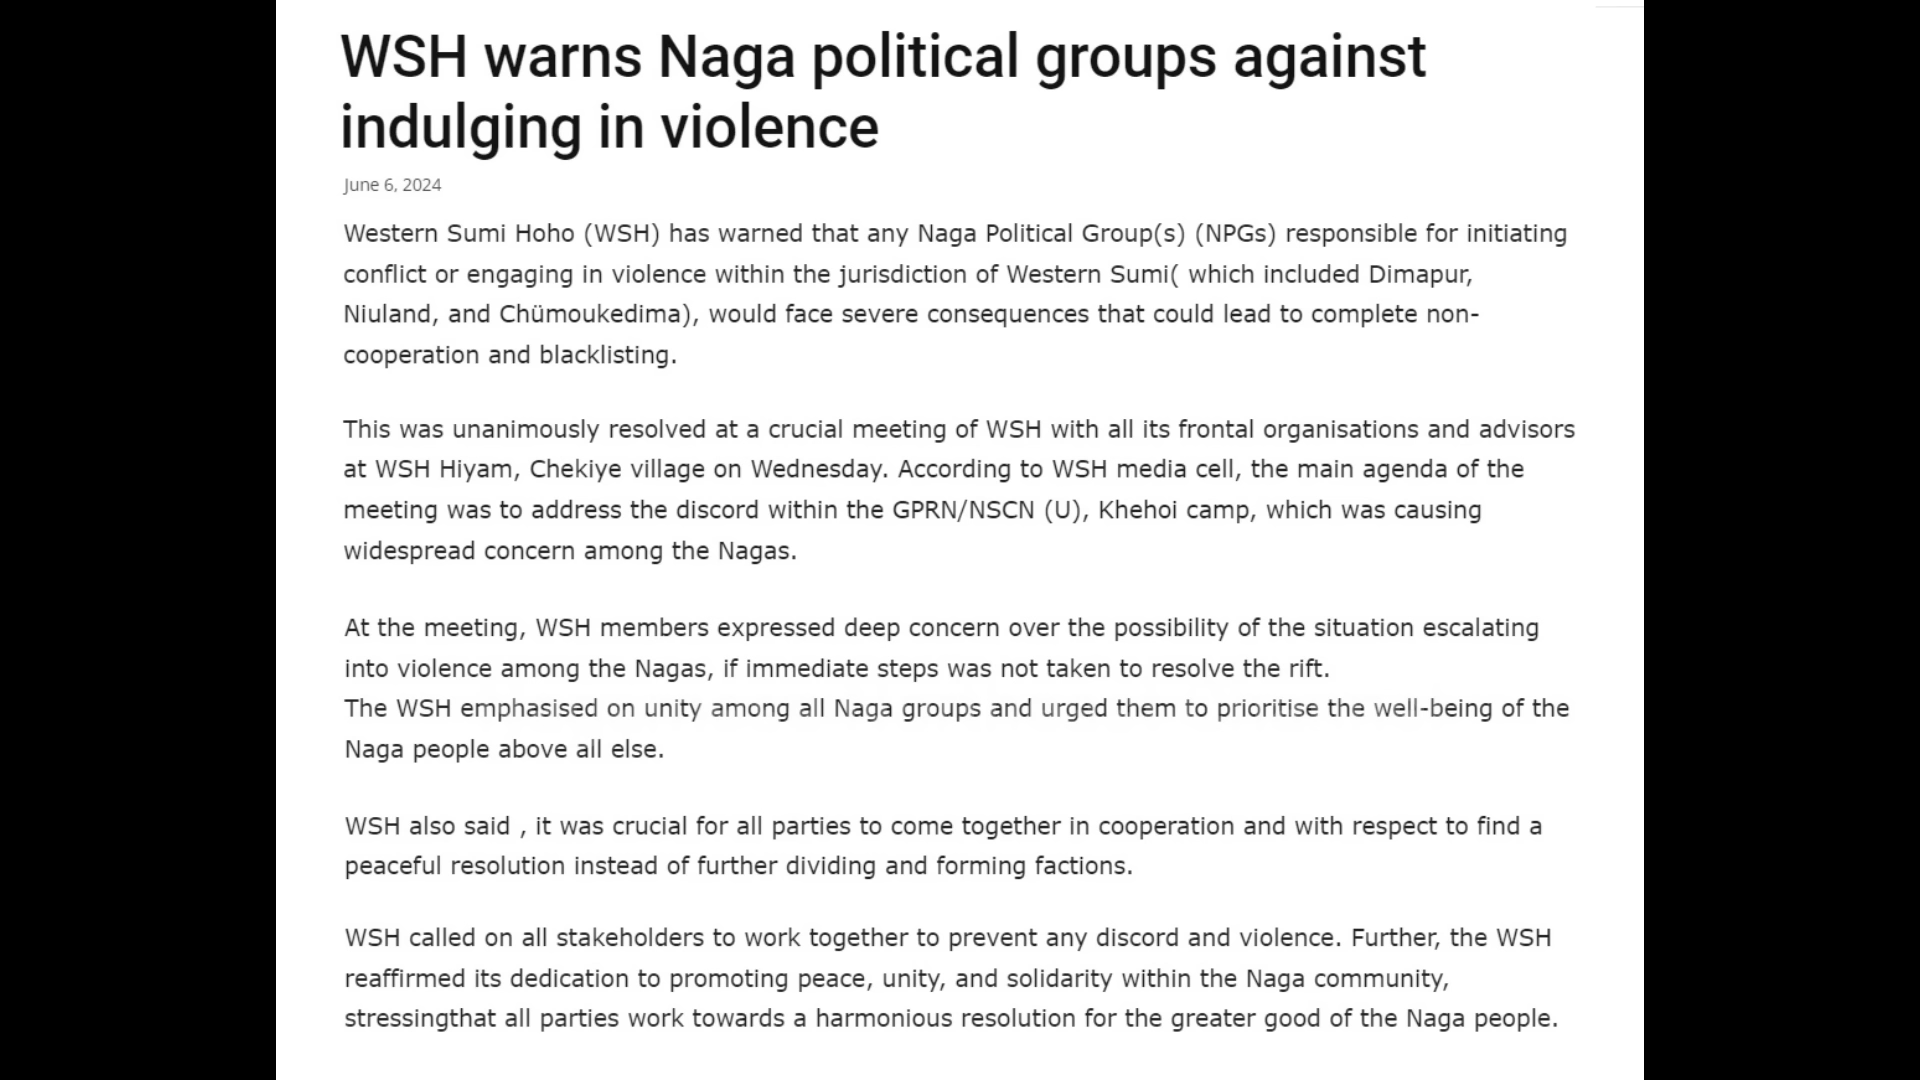 WSH warns Naga political groups against
indulging in violence
June 6, 2024
Western Sumi Hoho (WSH) has warned that any Naga Political Group(s) (NPGs) responsible for initiating
conflict or engaging in violence within the jurisdiction of Western Sumi( which included Dimapur,
Niuland, and Chümoukedima), would face severe consequences that could lead to complete non-
cooperation and blacklisting.
This was unanimously resolved at a crucial meeting of WSH with all its frontal organisations and advisors
at WSH Hiyam, Chekiye village on Wednesday. According to WSH media cell, the main agenda of the
meeting was to address the discord within the GPRN/NSCN (U), Khehoi camp, which was causing
widespread concern among the Nagas.
At the meeting, WSH members expressed deep concern over the possibility of the situation escalating
into violence among the Nagas, if immediate steps was not taken to resolve the rift.
The WSH emphasised on unity among all Naga groups and urged them to prioritise the well-being of the
Naga people above all else.
WSH also said , it was crucial for all parties to come together in cooperation and with respect to find a
peaceful resolution instead of further dividing and forming factions.
WSH called on all stakeholders to work together to prevent any discord and violence. Further, the WSH
reaffirmed its dedication to promoting peace, unity, and solidarity within the Naga community,
stressingthat all parties work towards a harmonious resolution for the greater good of the Naga people.